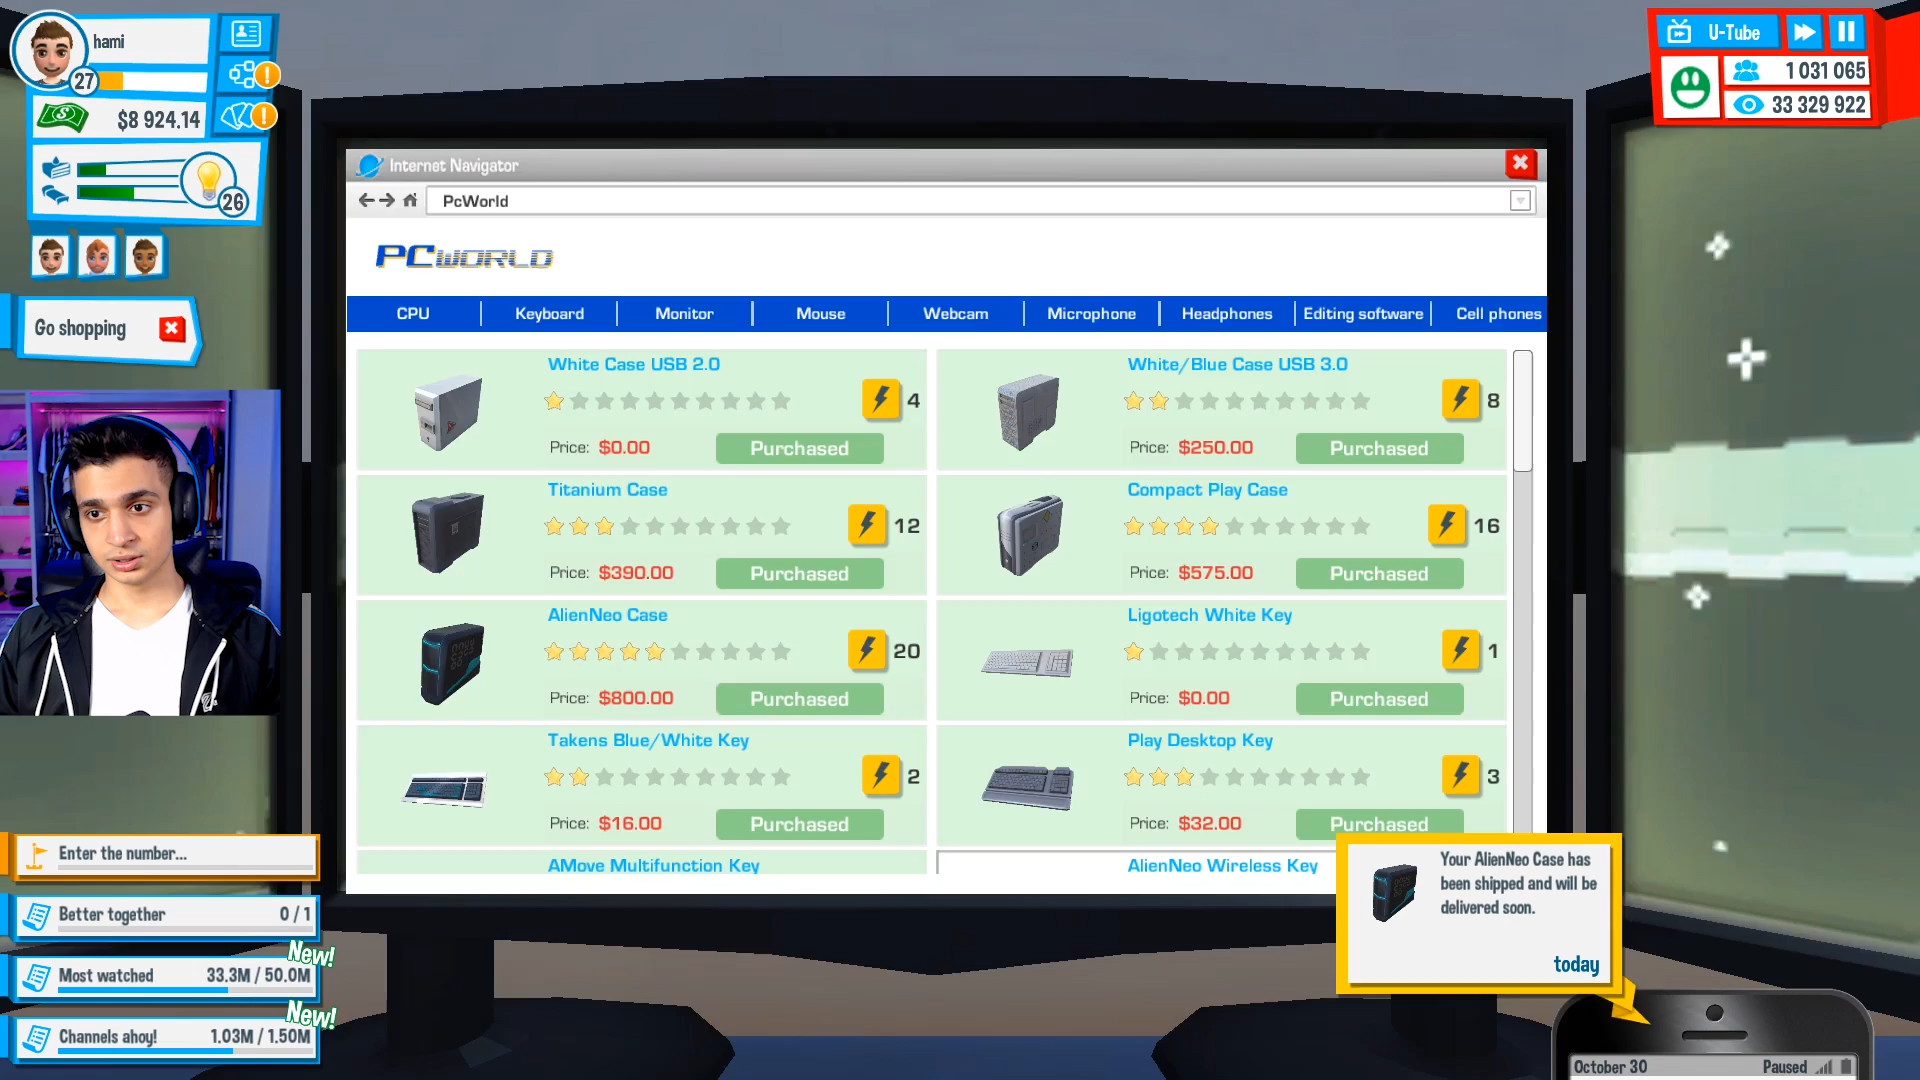 hami
27
$8 924.14
26
Go shopping
U-Tube
1 031 065
33 329 922
Internet Navigator
PcWorld
PCWORLD
CPU
Keyboard
Monitor
Mouse
Webcam
Microphone
Headphones
Editing software
Cell phones
White Case USB 2.0
4
Price: $0.00
Purchased
White/Blue Case USB 3.0
8
Price: $250.00
Purchased
Titanium Case
12
Price: $390.00
Purchased
Compact Play Case
16
Price: $575.00
Purchased
AlienNeo Case
20
Price: $800.00
Purchased
Ligotech White Key
1
Price: $0.00
Purchased
Takens Blue/White Key
2
Price: $16.00
Purchased
Play Desktop Key
3
Price: $32.00
Purchased
AMove Multifunction Key
AlienNeo Wireless Key
Enter the number...
Better together 0 / 1
New!
Most watched 33.3M / 50.0M
New!
Channels ahoy! 1.03M / 1.50M
Your AlienNeo Case has
been shipped and will be
delivered soon.
today
October 30 Paused